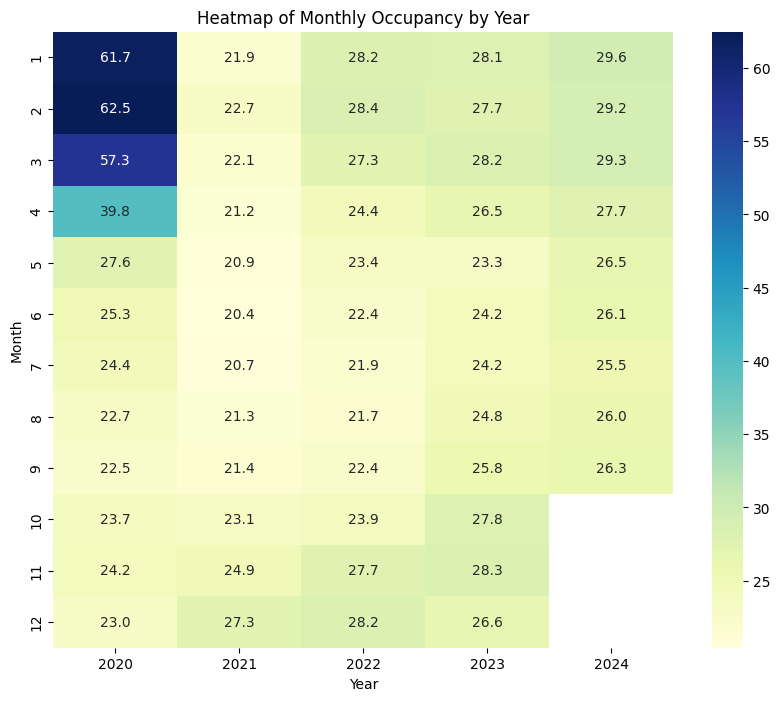 Heatmap of Monthly Occupancy by Year
1 61.7 21.9 28.2 28.1 29.6
2 62.5 22.7 28.4 27.7 29.2
3 57.3 22.1 27.3 28.2 29.3
4 39.8 21.2 24.4 26.5 27.7
5 27.6 20.9 23.4 23.3 26.5
6 25.3 20.4 22.4 24.2 26.1
Month
7 24.4 20.7 21.9 24.2 25.5
8 22.7 21.3 21.7 24.8 26.0
9 22.5 21.4 22.4 25.8 26.3
10 23.7 23.1 23.9 27.8
11 24.2 24.9 27.7 28.3
12 23.0 27.3 28.2 26.6
2020 2021 2022 2023 2024
Year
60
55
50
45
40
35
30
25